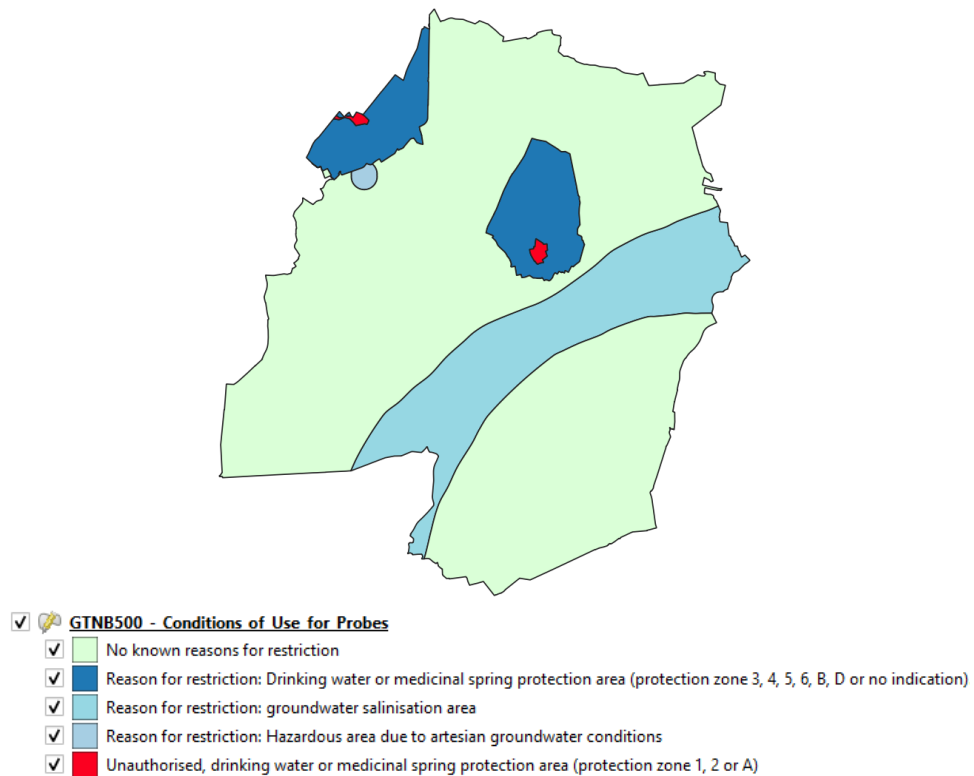 GTNB500 - Conditions of Use for Probes
No known reasons for restriction
Reason for restriction: Drinking water or medicinal spring protection area (protection zone 3, 4, 5, 6, B, D or no indication)
Reason for restriction: groundwater salinisation area
Reason for restriction: Hazardous area due to artesian groundwater conditions
Unauthorised, drinking water or medicinal spring protection area (protection zone 1, 2 or A)